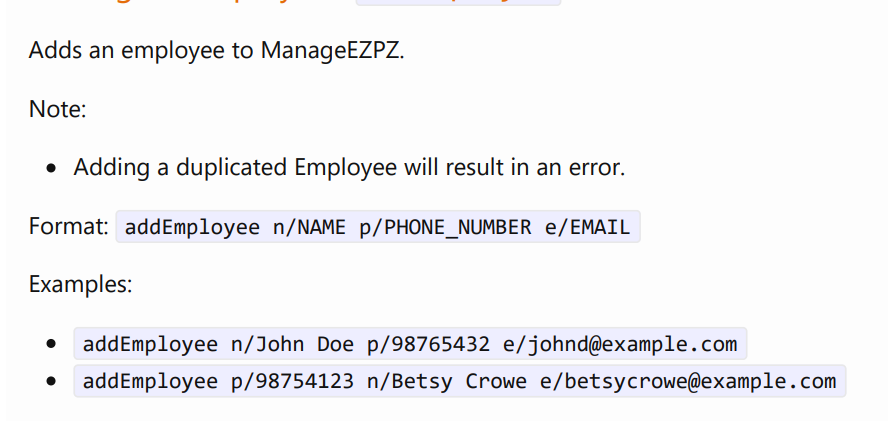 Adds an employee to ManageEZPZ.
Note:
• Adding a duplicated Employee will result in an error.
Format: addEmployee n/NAME p/PHONE_NUMBER e/EMAIL
Examples:
• addEmployee n/John Doe p/98765432 e/johnd@example.com
• addEmployee p/98754123 n/Betsy Crowe e/betsycrowe@example.com